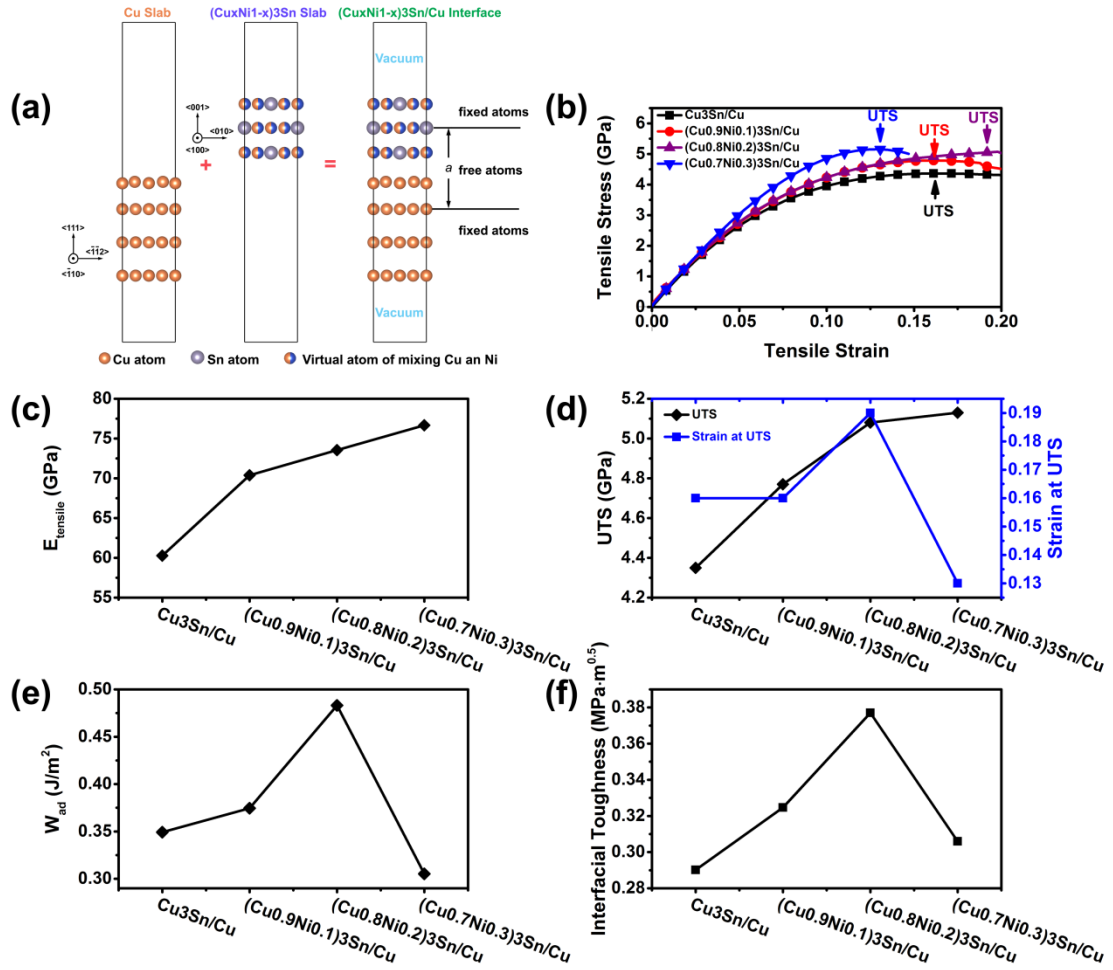 (a)
Cu Slab
(CuxNi1-x)3Sn Slab
(CuxNi1-x)3Sn/Cu Interface
Vacuum
<001>
<010>
<100>
+
=
fixed atoms
a
free atoms
fixed atoms
<111>
<1̄1̄2>
<1̄10>
Vacuum
Cu atom
Sn atom
Virtual atom of mixing Cu an Ni
(b)
Tensile Stress (GPa)
6
5
4
3
2
1
0
Cu3Sn/Cu
(Cu0.9Ni0.1)3Sn/Cu
(Cu0.8Ni0.2)3Sn/Cu
(Cu0.7Ni0.3)3Sn/Cu
UTS
UTS
UTS
UTS
0.00 0.05 0.10 0.15 0.20
Tensile Strain
(c)
E_tensile (GPa)
80
75
70
65
60
55
Cu3Sn/Cu
(Cu0.9Ni0.1)3Sn/Cu
(Cu0.8Ni0.2)3Sn/Cu
(Cu0.7Ni0.3)3Sn/Cu
(d)
UTS (GPa)
5.2
5.0
4.8
4.6
4.4
4.2
UTS
Strain at UTS
0.19
0.18
0.17
0.16
0.15
0.14
0.13
Strain at UTS
Cu3Sn/Cu
(Cu0.9Ni0.1)3Sn/Cu
(Cu0.8Ni0.2)3Sn/Cu
(Cu0.7Ni0.3)3Sn/Cu
(e)
W_ad (J/m²)
0.50
0.45
0.40
0.35
0.30
Cu3Sn/Cu
(Cu0.9Ni0.1)3Sn/Cu
(Cu0.8Ni0.2)3Sn/Cu
(Cu0.7Ni0.3)3Sn/Cu
(f)
Interfacial Toughness (MPa·m^0.5)
0.38
0.36
0.34
0.32
0.30
0.28
Cu3Sn/Cu
(Cu0.9Ni0.1)3Sn/Cu
(Cu0.8Ni0.2)3Sn/Cu
(Cu0.7Ni0.3)3Sn/Cu